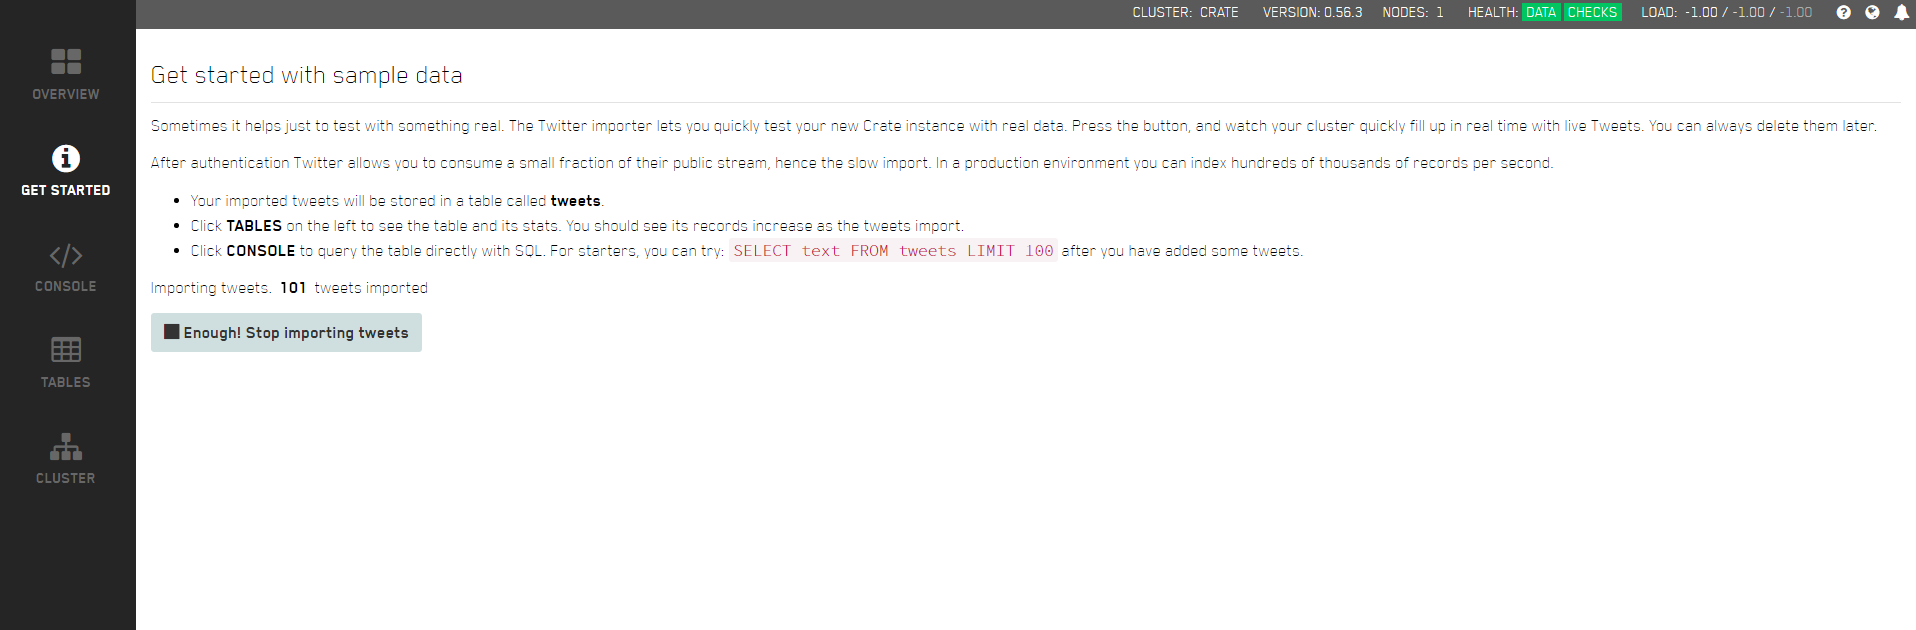 CLUSTER: CRATE VERSION: 0.56.3 NODES: 1 HEALTH: DATA CHECKS LOAD: -1.00 / -1.00 / -1.00
OVERVIEW
GET STARTED
CONSOLE
TABLES
CLUSTER
Get started with sample data
Sometimes it helps just to test with something real. The Twitter importer lets you quickly test your new Crate instance with real data. Press the button, and watch your cluster quickly fill up in real time with live Tweets. You can always delete them later.
After authentication Twitter allows you to consume a small fraction of their public stream, hence the slow import. In a production environment you can index hundreds of thousands of records per second.
• Your imported tweets will be stored in a table called tweets.
• Click TABLES on the left to see the table and its stats. You should see its records increase as the tweets import.
• Click CONSOLE to query the table directly with SQL. For starters, you can try: SELECT text FROM tweets LIMIT 100 after you have added some tweets.
Importing tweets. 101 tweets imported
Enough! Stop importing tweets